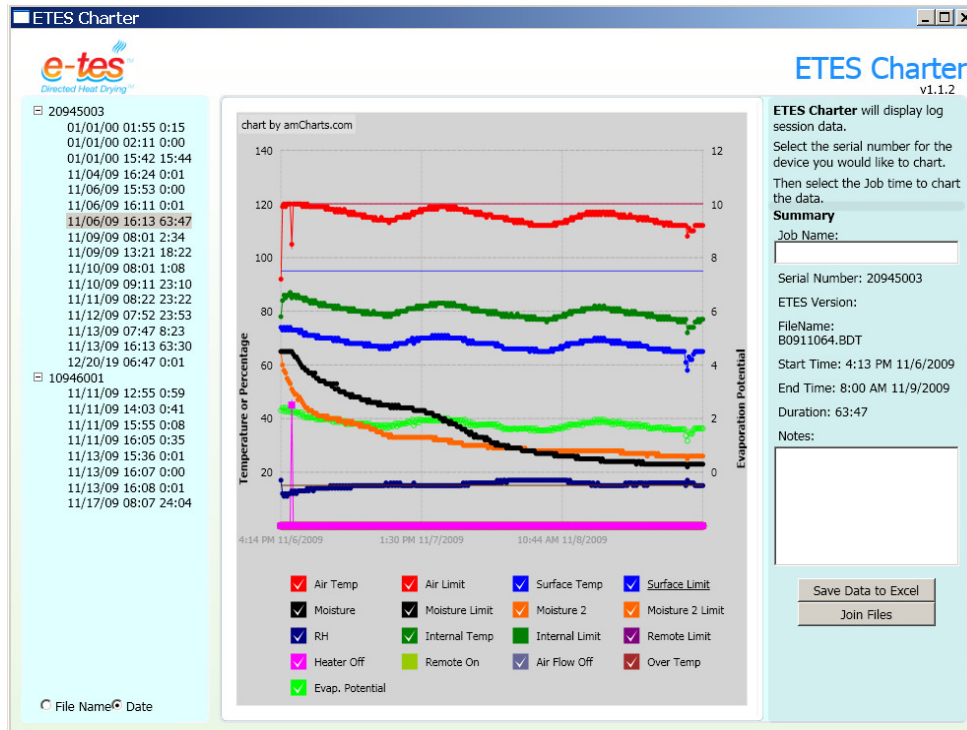 ETES Charter
e-tes™
Directed Heat Drying™
ETES Charter
v1.1.2
20945003
01/01/00 01:55 0:15
01/01/00 02:11 0:00
01/01/00 15:42 15:44
11/04/09 16:24 0:01
11/06/09 15:53 0:00
11/06/09 16:11 0:01
11/06/09 16:13 63:47
11/09/09 08:01 2:34
11/09/09 13:21 18:22
11/10/09 08:01 1:08
11/10/09 09:11 23:10
11/11/09 08:22 23:22
11/12/09 07:52 23:53
11/13/09 07:47 8:23
11/13/09 16:13 63:30
12/20/19 06:47 0:01
10946001
11/11/09 12:55 0:59
11/11/09 14:03 0:41
11/11/09 15:55 0:08
11/11/09 16:05 0:35
11/13/09 15:36 0:01
11/13/09 16:07 0:00
11/13/09 16:08 0:01
11/17/09 08:07 24:04
File Name Date
chart by amCharts.com
140 12
120 10
100 8
80 6
60 4
40 2
20 0
Temperature or Percentage
Evaporation Potential
4:14 PM 11/6/2009 1:30 PM 11/7/2009 10:44 AM 11/8/2009
Air Temp Air Limit Surface Temp Surface Limit
Moisture Moisture Limit Moisture 2 Moisture 2 Limit
RH Internal Temp Internal Limit Remote Limit
Heater Off Remote On Air Flow Off Over Temp
Evap. Potential
ETES Charter will display log
session data.
Select the serial number for the
device you would like to chart.
Then select the Job time to chart
the data.
Summary
Job Name:
Serial Number: 20945003
ETES Version:
FileName:
B0911064.BDT
Start Time: 4:13 PM 11/6/2009
End Time: 8:00 AM 11/9/2009
Duration: 63:47
Notes:
Save Data to Excel
Join Files